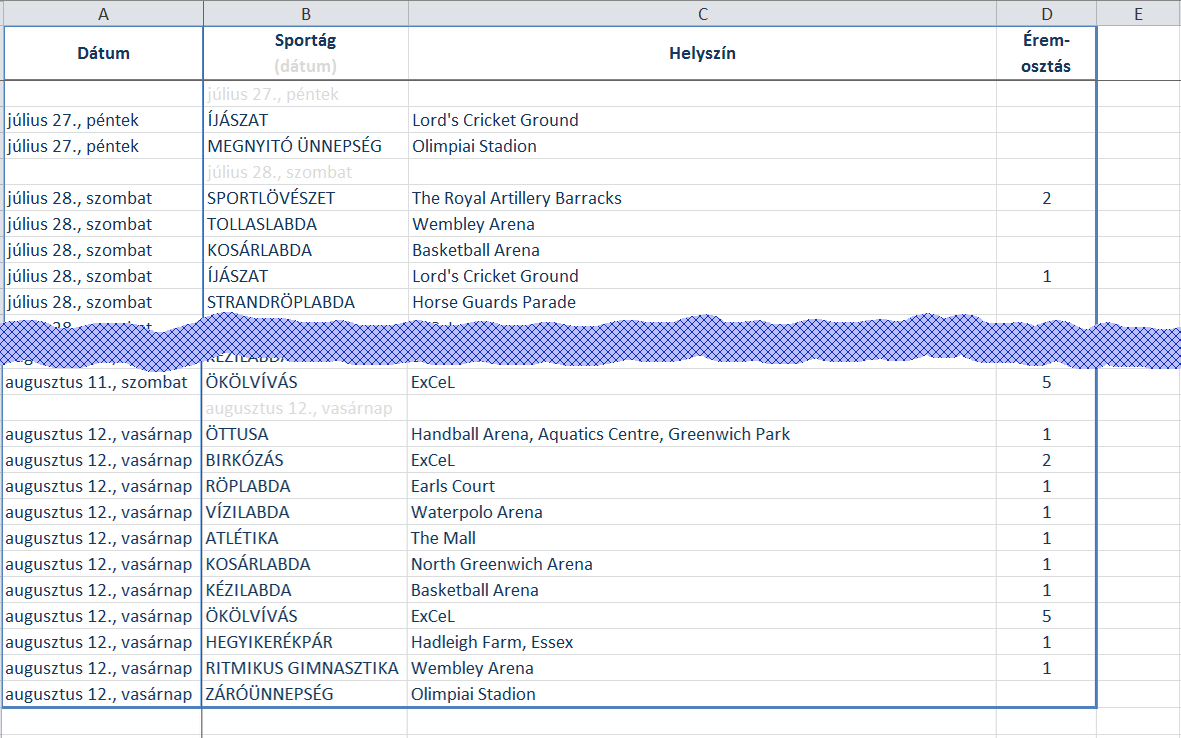 A B C D E
Dátum Sportág (dátum) Helyszín Érem-osztás
július 27., péntek
július 27., péntek ÍJÁSZAT Lord's Cricket Ground
július 27., péntek MEGNYITÓ ÜNNEPSÉG Olimpiai Stadion
július 28., szombat
július 28., szombat SPORTLÖVÉSZET The Royal Artillery Barracks 2
július 28., szombat TOLLASLABDA Wembley Arena
július 28., szombat KOSÁRLABDA Basketball Arena
július 28., szombat ÍJÁSZAT Lord's Cricket Ground 1
július 28., szombat STRANDRÖPLABDA Horse Guards Parade
augusztus 11., szombat ÖKÖLVÍVÁS ExCeL 5
augusztus 12., vasárnap
augusztus 12., vasárnap ÖTTUSA Handball Arena, Aquatics Centre, Greenwich Park 1
augusztus 12., vasárnap BIRKÓZÁS ExCeL 2
augusztus 12., vasárnap RÖPLABDA Earls Court 1
augusztus 12., vasárnap VÍZILABDA Waterpolo Arena 1
augusztus 12., vasárnap ATLÉTIKA The Mall 1
augusztus 12., vasárnap KOSÁRLABDA North Greenwich Arena 1
augusztus 12., vasárnap KÉZILABDA Basketball Arena 1
augusztus 12., vasárnap ÖKÖLVÍVÁS ExCeL 5
augusztus 12., vasárnap HEGYIKERÉKPÁR Hadleigh Farm, Essex 1
augusztus 12., vasárnap RITMIKUS GIMNASZTIKA Wembley Arena 1
augusztus 12., vasárnap ZÁRÓÜNNEPSÉG Olimpiai Stadion